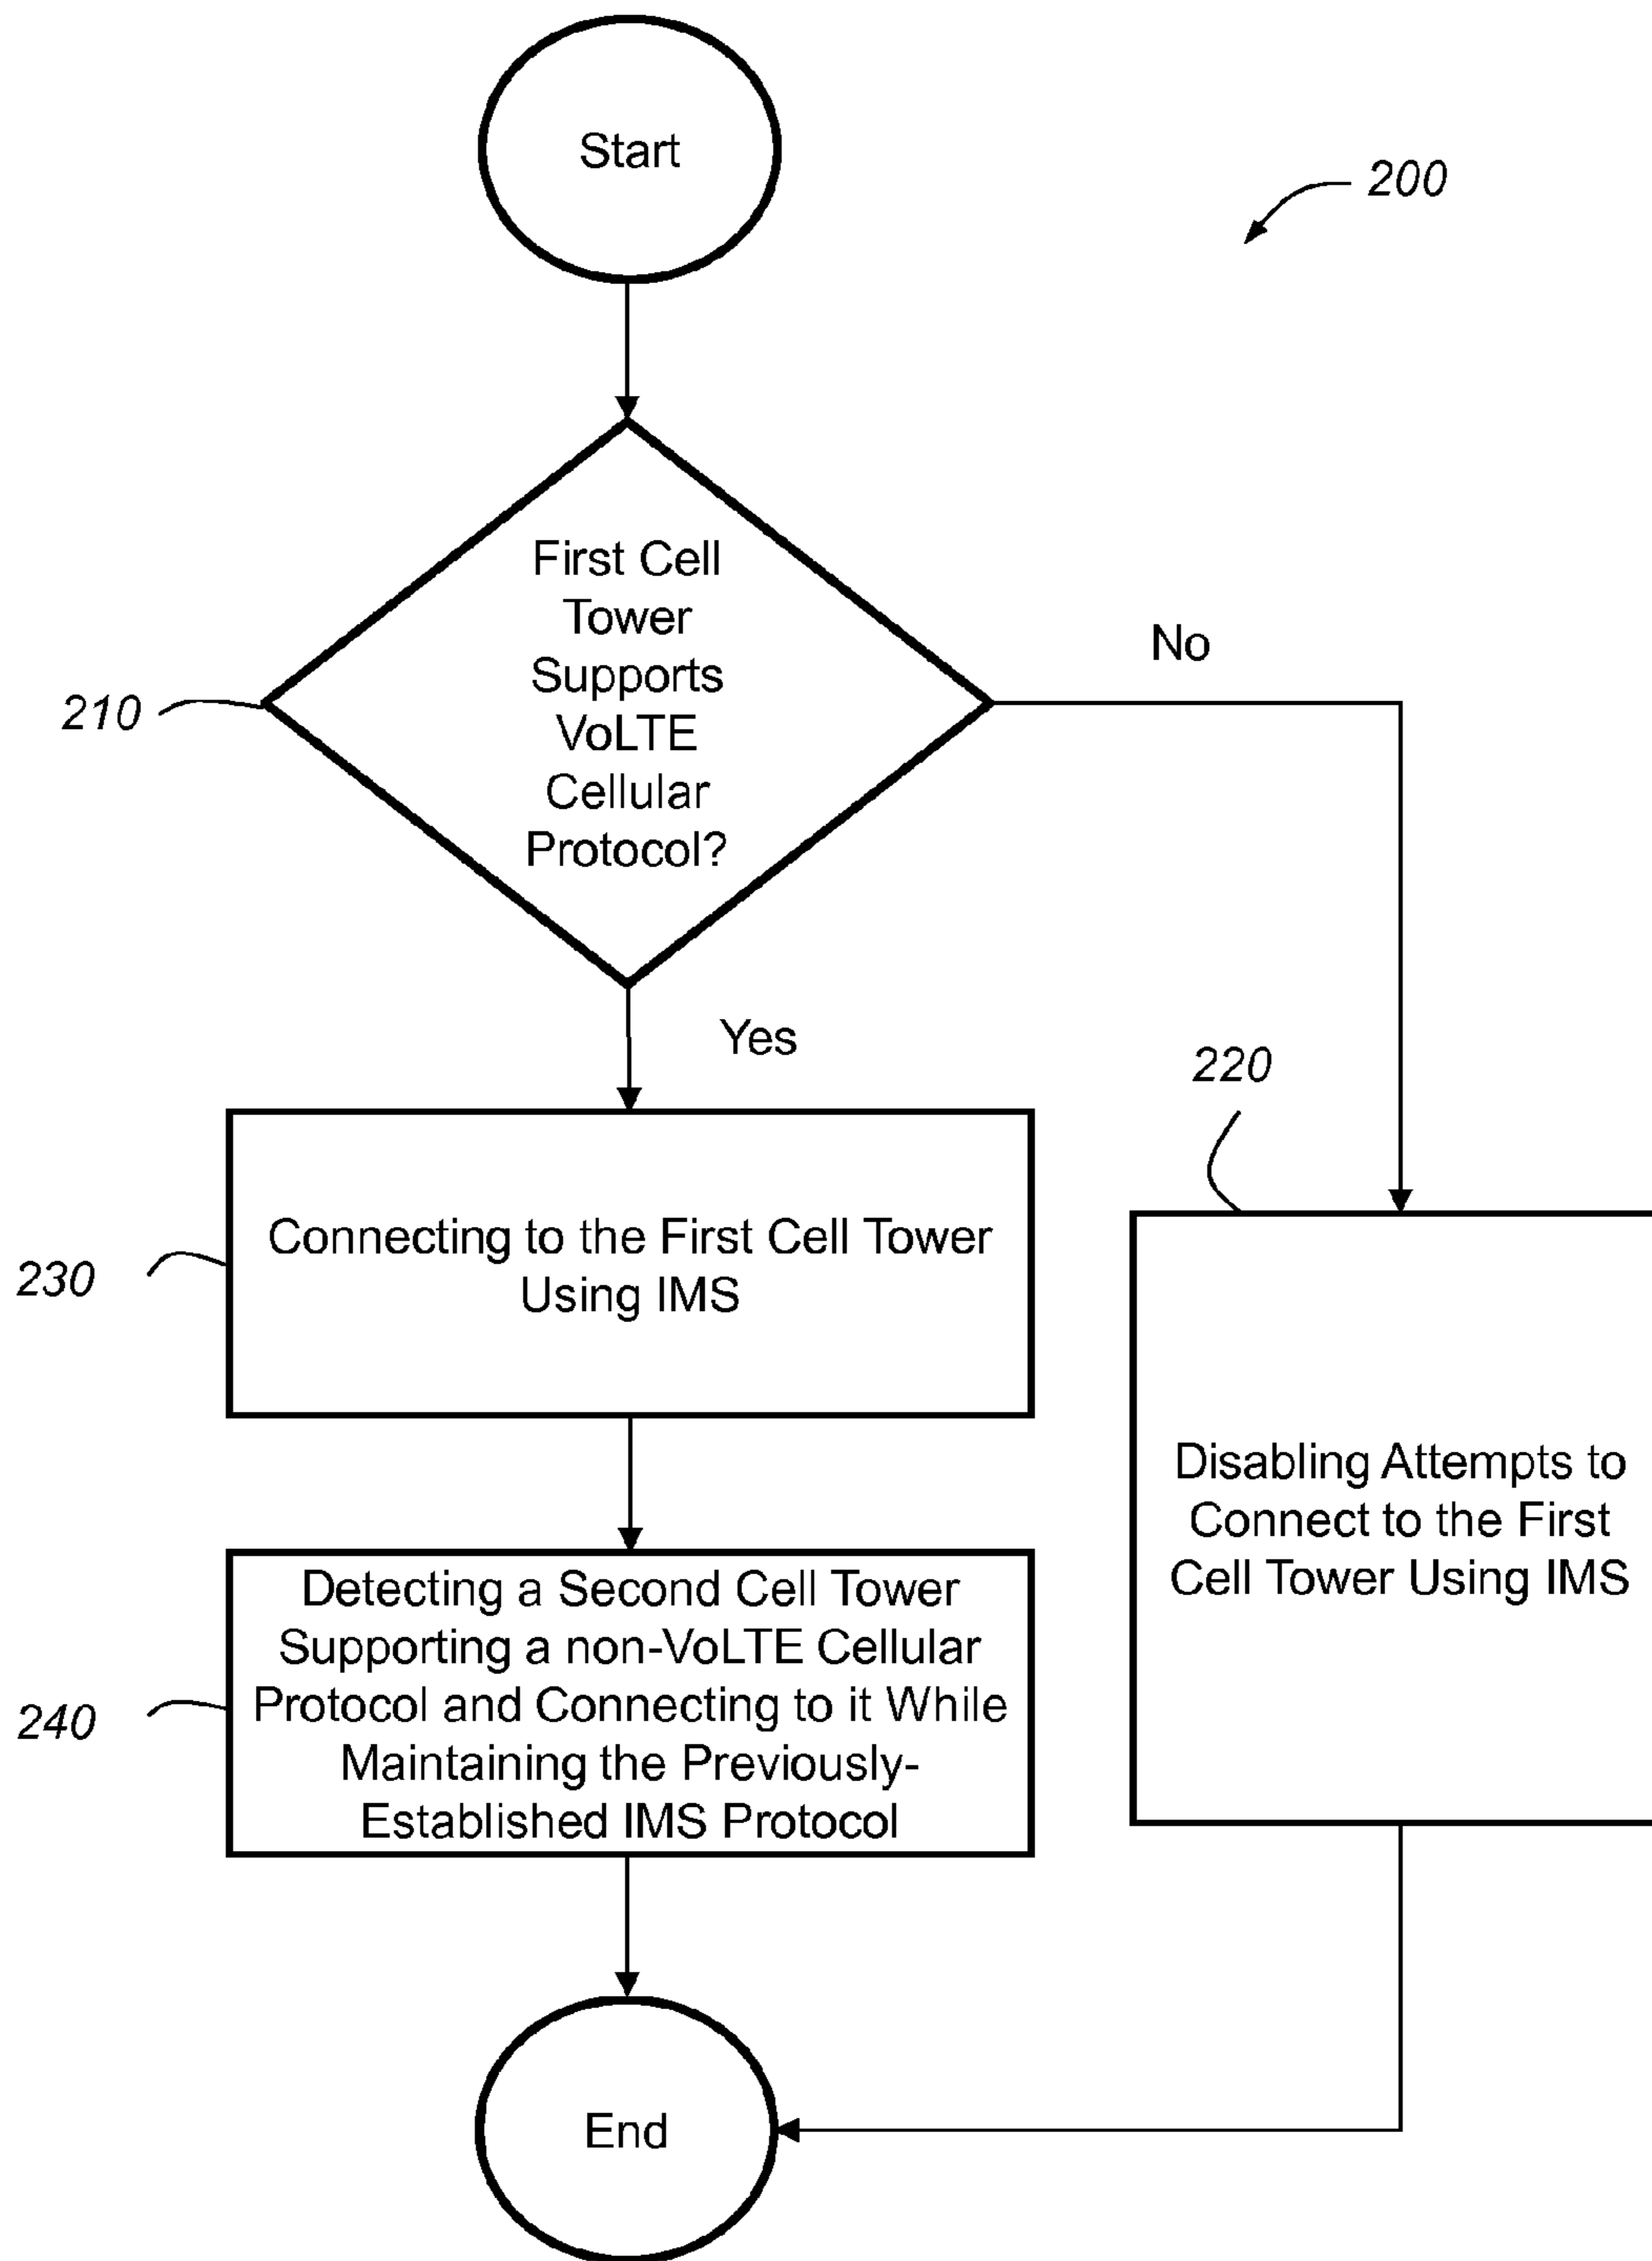 Start
200
First Cell
Tower
Supports
VoLTE
Cellular
Protocol?
210
No
Yes
220
230
Connecting to the First Cell Tower
Using IMS
Disabling Attempts to
Connect to the First
Cell Tower Using IMS
240
Detecting a Second Cell Tower
Supporting a non-VoLTE Cellular
Protocol and Connecting to it While
Maintaining the Previously-
Established IMS Protocol
End